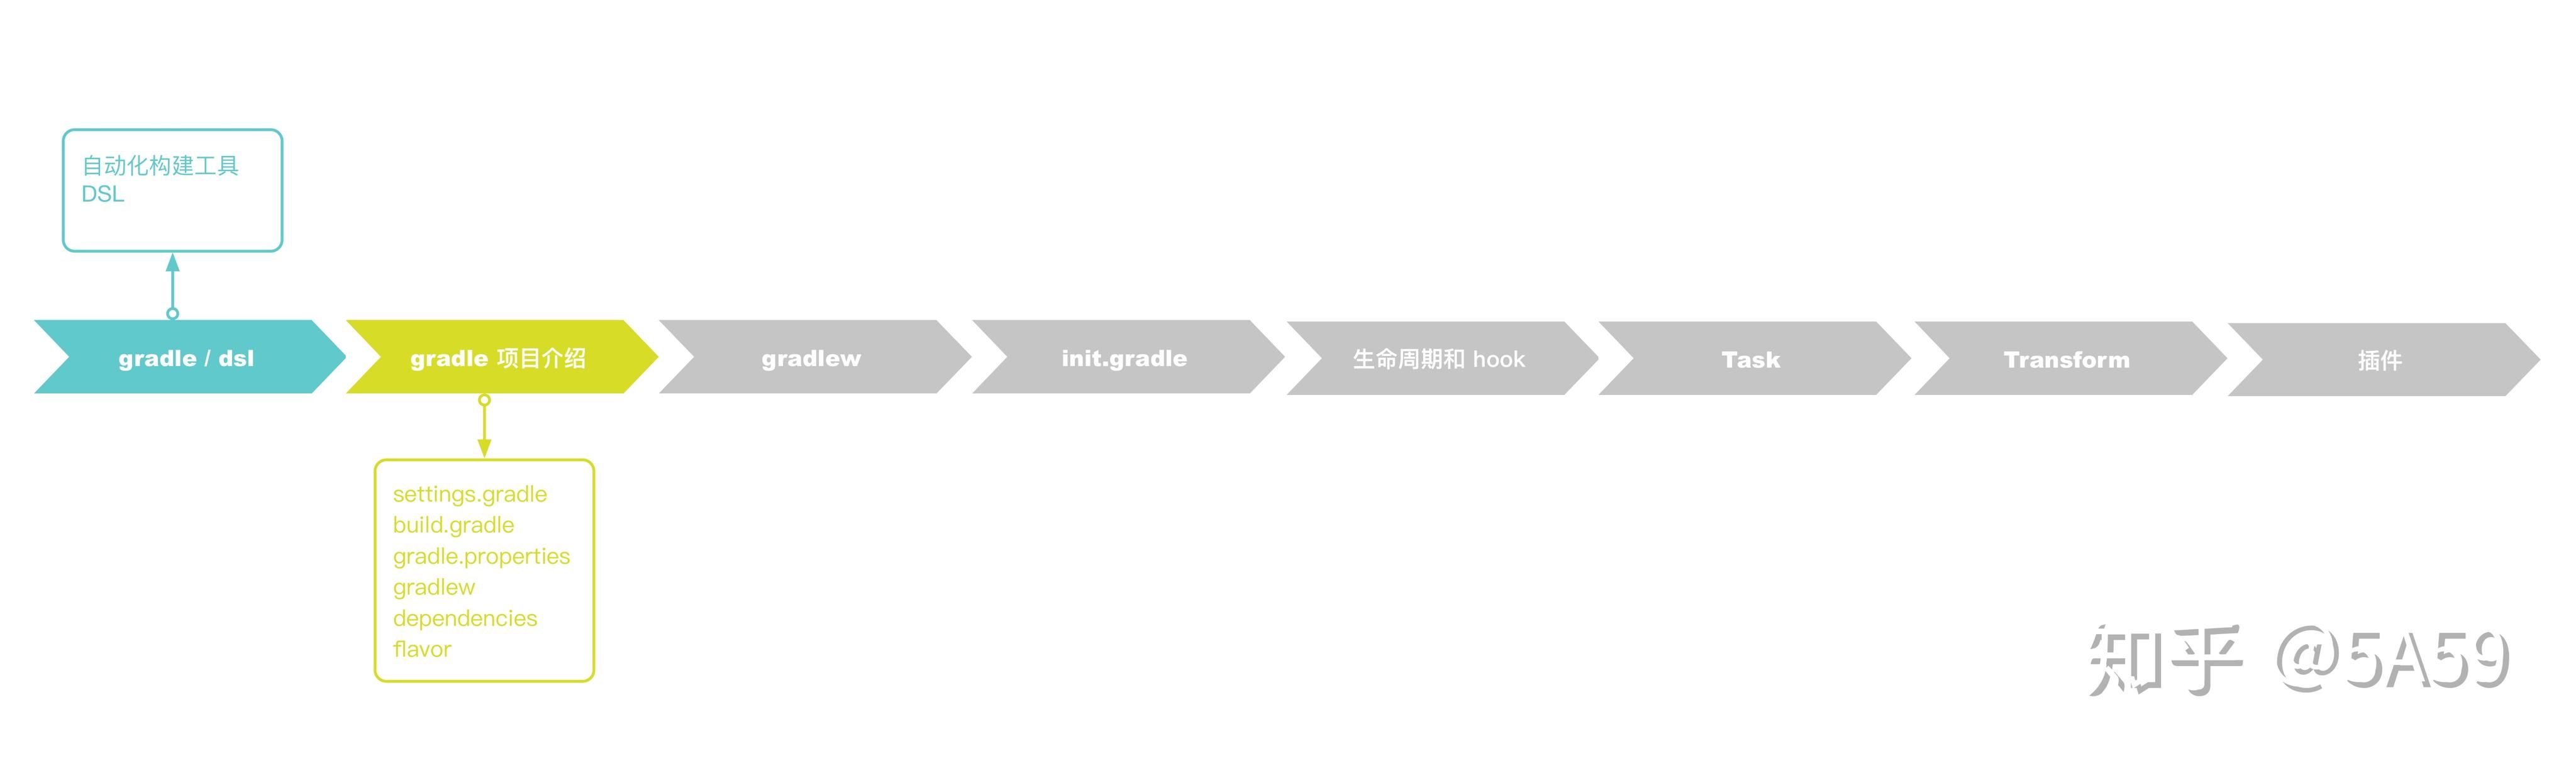 自动化构建工具
DSL
gradle / dsl
gradle 项目介绍
gradlew
init.gradle
生命周期和 hook
Task
Transform
插件
settings.gradle
build.gradle
gradle.properties
gradlew
dependencies
flavor
知乎 @5A59